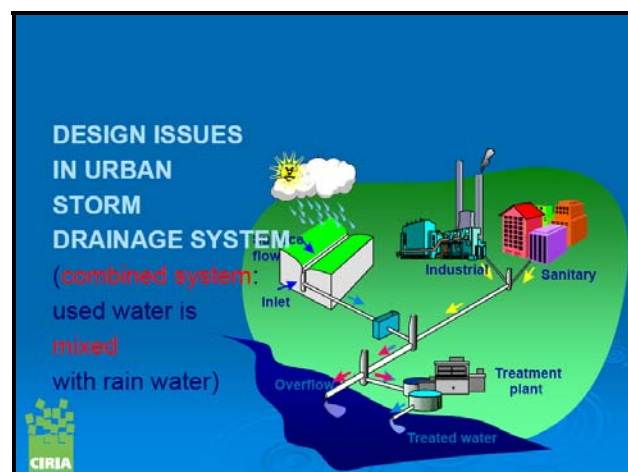 DESIGN ISSUES
IN URBAN
STORM
DRAINAGE SYSTEM
(combined system:
used water is
mixed
with rain water)
flow
Inlet
Industrial
Sanitary
Overflow
Treatment
plant
Treated water
CIRIA